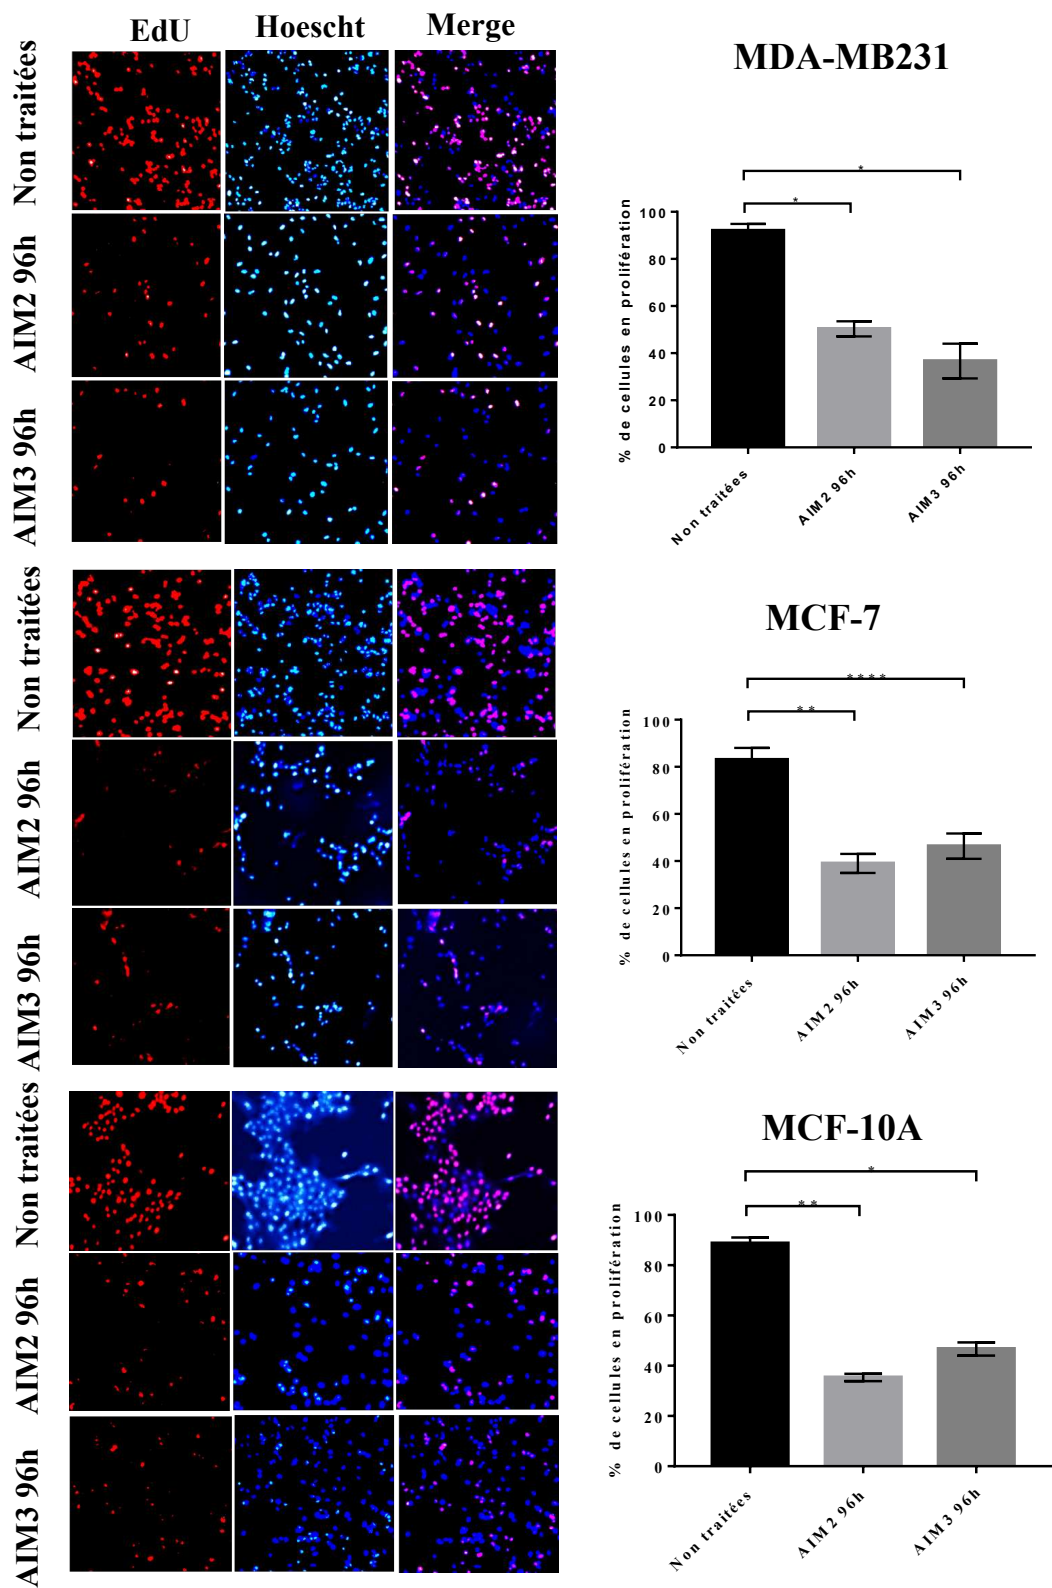 EdU Hoescht Merge
Non traitées
AIM2 96h
AIM3 96h
MDA-MB231
*
*
% de cellules en prolifération
100
80
60
40
20
0
Non traitées
AIM2 96h
AIM3 96h
Non traitées
AIM2 96h
AIM3 96h
MCF-7
****
**
% de cellules en prolifération
100
80
60
40
20
0
Non traitées
AIM2 96h
AIM3 96h
Non traitées
AIM2 96h
AIM3 96h
MCF-10A
*
**
% de cellules en prolifération
100
80
60
40
20
0
Non traitées
AIM2 96h
AIM3 96h